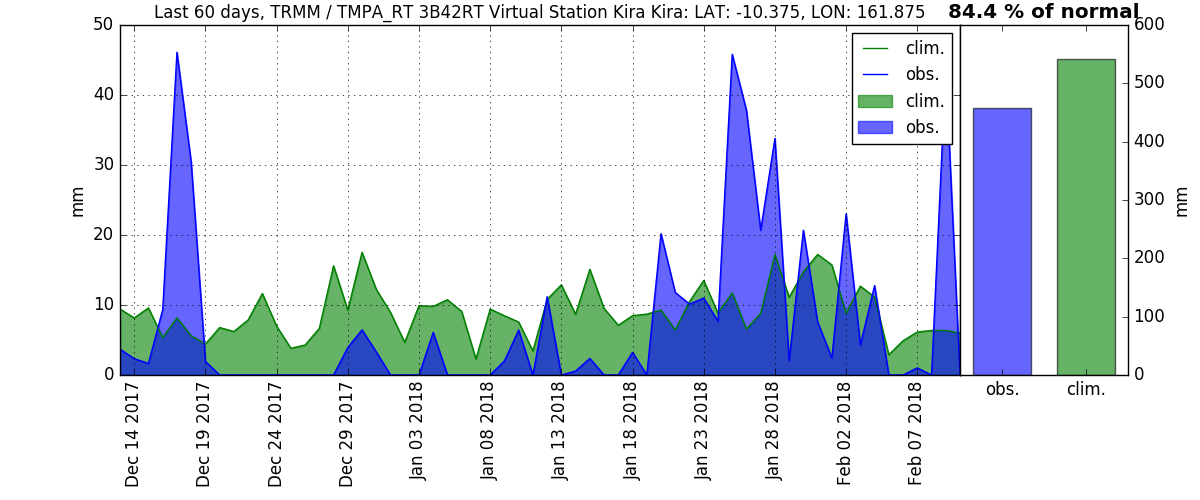 Last 60 days, TRMM / TMPA_RT 3B42RT Virtual Station Kira Kira: LAT: -10.375, LON: 161.875
84.4 % of normal
50
40
30
20
10
0
mm
clim.
obs.
clim.
obs.
600
500
400
300
200
100
0
mm
Dec 14 2017
Dec 19 2017
Dec 24 2017
Dec 29 2017
Jan 03 2018
Jan 08 2018
Jan 13 2018
Jan 18 2018
Jan 23 2018
Jan 28 2018
Feb 02 2018
Feb 07 2018
obs.
clim.